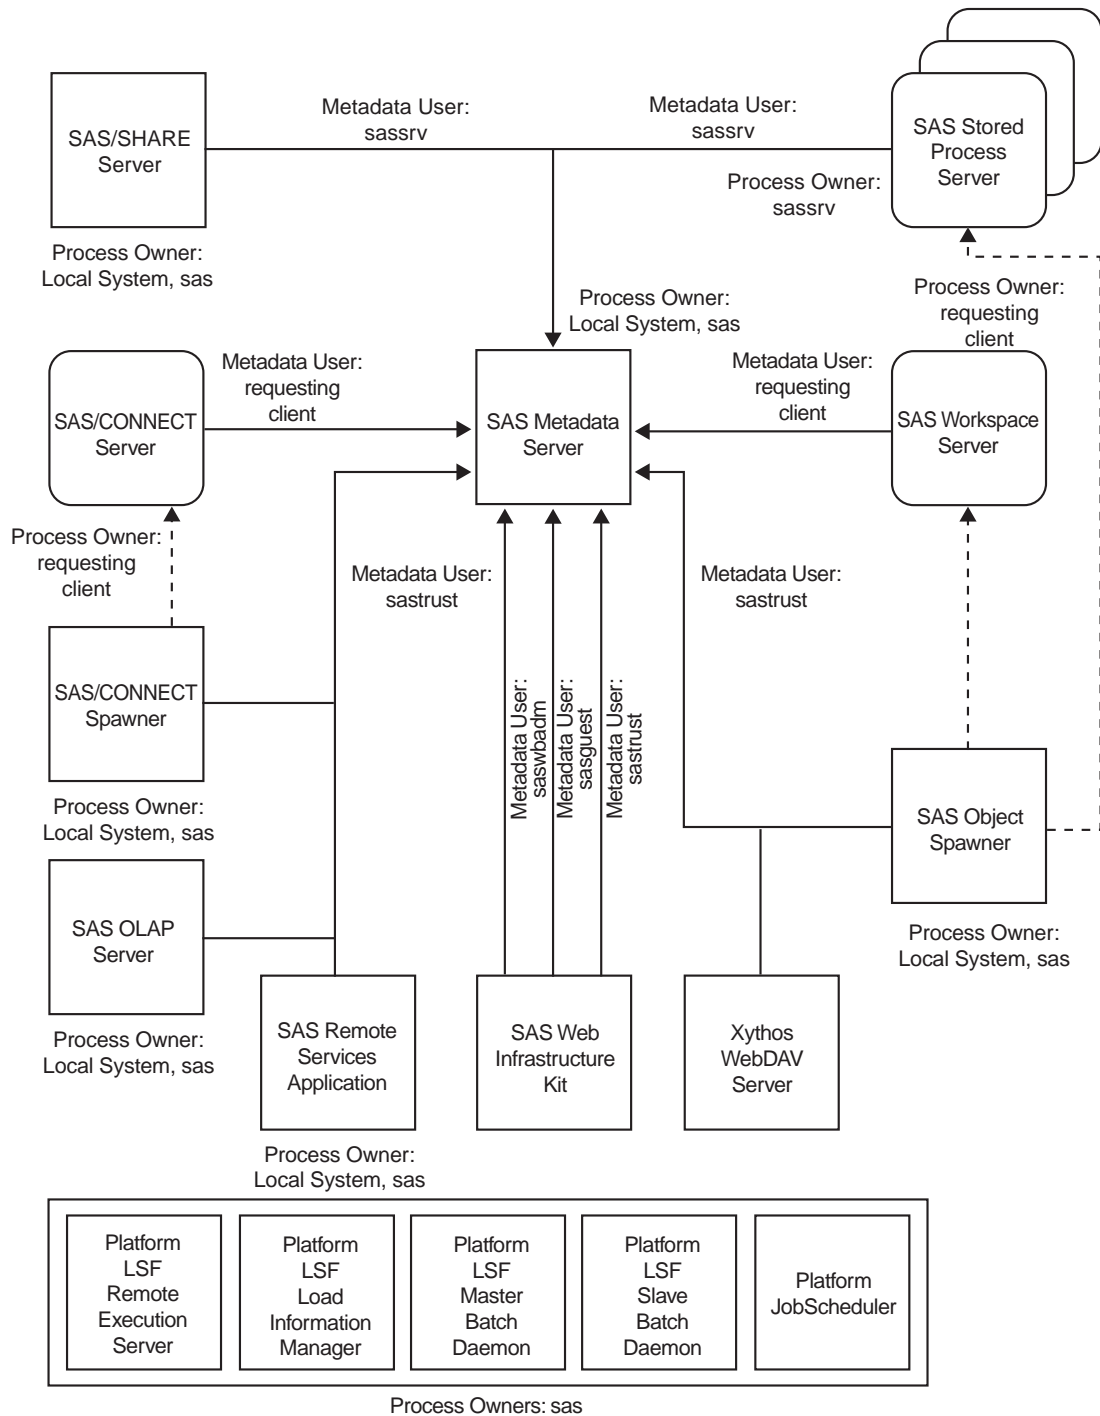 Metadata User:
sassrv
Metadata User:
sassrv
SAS/SHARE
Server
SAS Stored
Process
Server
Process Owner:
sassrv
Process Owner:
Local System, sas
Process Owner:
Local System, sas
Process Owner:
requesting
client
Metadata User:
requesting
client
Metadata User:
requesting
client
SAS/CONNECT
Server
SAS Metadata
Server
SAS Workspace
Server
Process Owner:
requesting
client
Metadata User:
sastrust
Metadata User:
sastrust
SAS/CONNECT
Spawner
Metadata User:
saswbadm
Metadata User:
sasguest
Metadata User:
sastrust
Process Owner:
Local System, sas
SAS Object
Spawner
SAS OLAP
Server
Process Owner:
Local System, sas
Process Owner:
Local System, sas
SAS Remote
Services
Application
SAS Web
Infrastructure
Kit
Xythos
WebDAV
Server
Process Owner:
Local System, sas
Platform
LSF
Remote
Execution
Server
Platform
LSF
Load
Information
Manager
Platform
LSF
Master
Batch
Daemon
Platform
LSF
Slave
Batch
Daemon
Platform
JobScheduler
Process Owners: sas